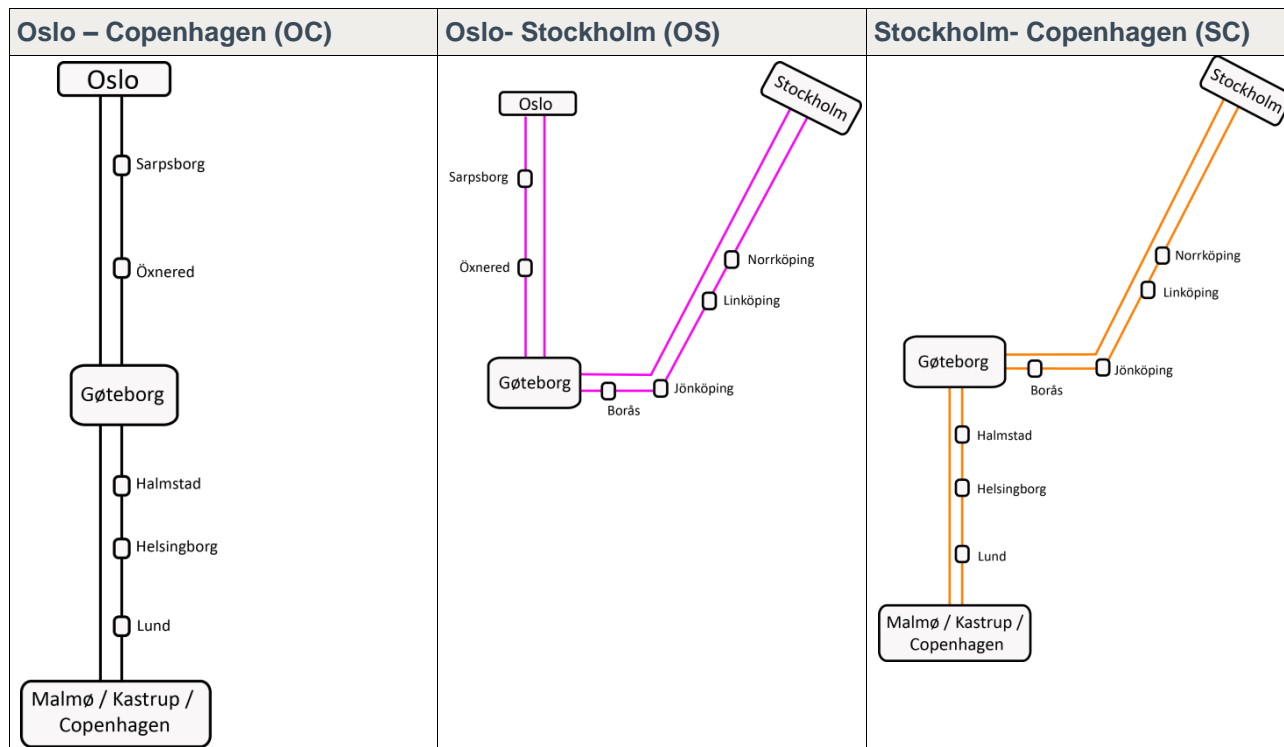 Oslo – Copenhagen (OC)
Oslo- Stockholm (OS)
Stockholm- Copenhagen (SC)
Oslo
Sarpsborg
Öxnered
Gøteborg
Halmstad
Helsingborg
Lund
Malmø / Kastrup /
Copenhagen
Oslo
Stockholm
Sarpsborg
Öxnered
Norrköping
Linköping
Gøteborg
Jönköping
Borås
Stockholm
Norrköping
Linköping
Gøteborg
Jönköping
Borås
Halmstad
Helsingborg
Lund
Malmø / Kastrup /
Copenhagen